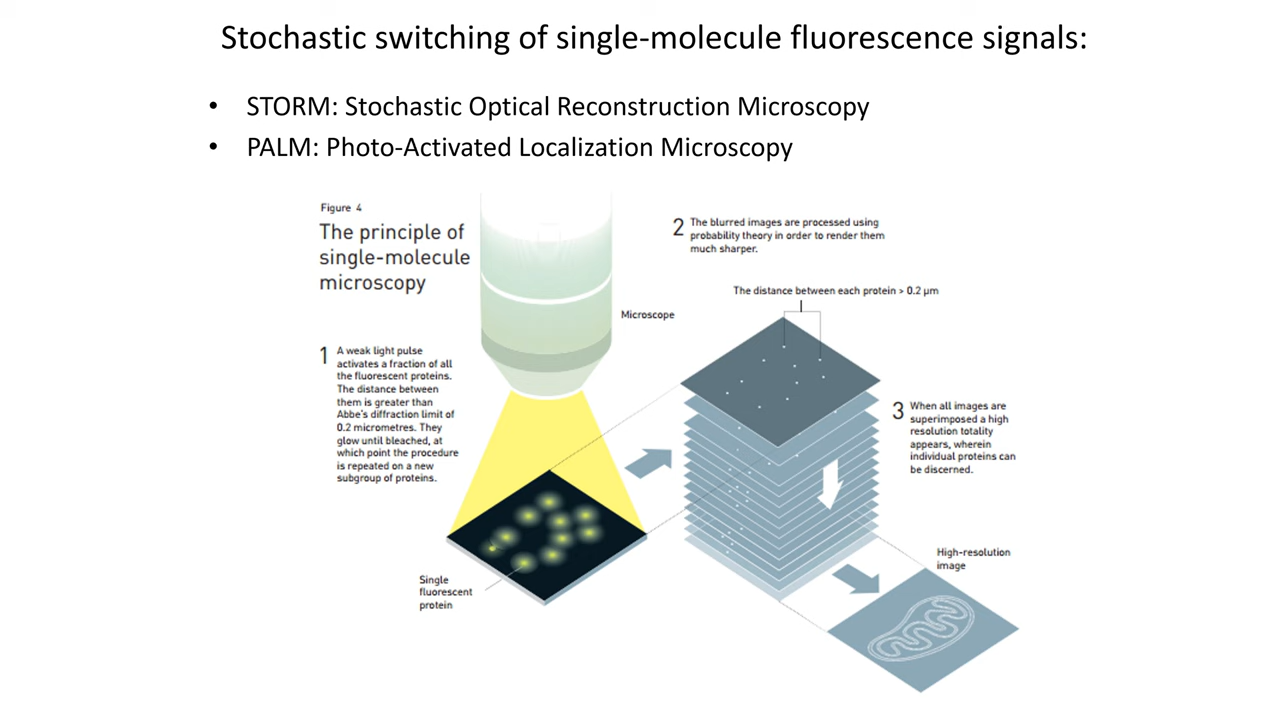 Stochastic switching of single-molecule fluorescence signals:
• STORM: Stochastic Optical Reconstruction Microscopy
• PALM: Photo-Activated Localization Microscopy
Figure 4
The principle of
single-molecule
microscopy
1 A weak light pulse
activates a fraction of all
the fluorescent proteins.
The distance between
them is greater than
Abbe's diffraction limit of
0.2 micrometres. They
glow until bleached, at
which point the procedure
is repeated on a new
subgroup of proteins.
Microscope
Single
fluorescent
protein
2 The blurred images are processed using
probability theory in order to render them
much sharper.
The distance between each protein > 0.2 µm
3 When all images are
superimposed a high
resolution totality
appears, wherein
individual proteins can
be discerned.
High-resolution
image